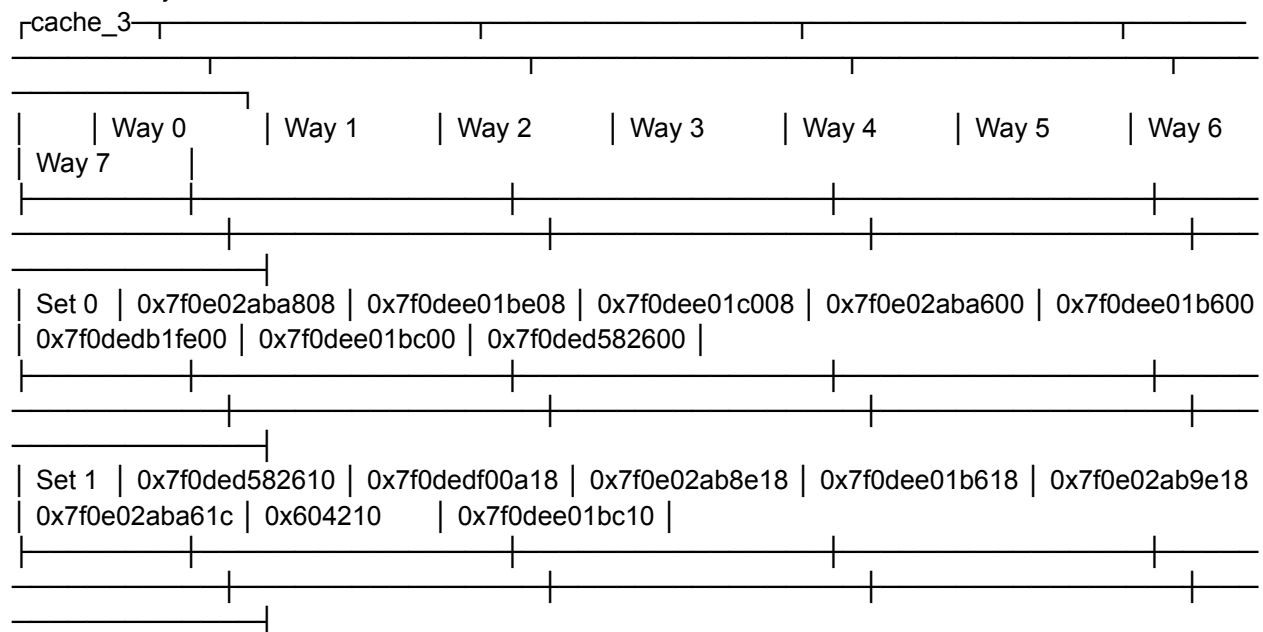 cache_3
│ │ Way 0 │ Way 1 │ Way 2 │ Way 3 │ Way 4 │ Way 5 │ Way 6
│ Way 7 │
│ Set 0 │ 0x7f0e02aba808 │ 0x7f0dee01be08 │ 0x7f0dee01c008 │ 0x7f0e02aba600 │ 0x7f0dee01b600
│ 0x7f0dedb1fe00 │ 0x7f0dee01bc00 │ 0x7f0ded582600 │
│ Set 1 │ 0x7f0ded582610 │ 0x7f0dedf00a18 │ 0x7f0e02ab8e18 │ 0x7f0dee01b618 │ 0x7f0e02ab9e18
│ 0x7f0e02aba61c │ 0x604210 │ 0x7f0dee01bc10 │